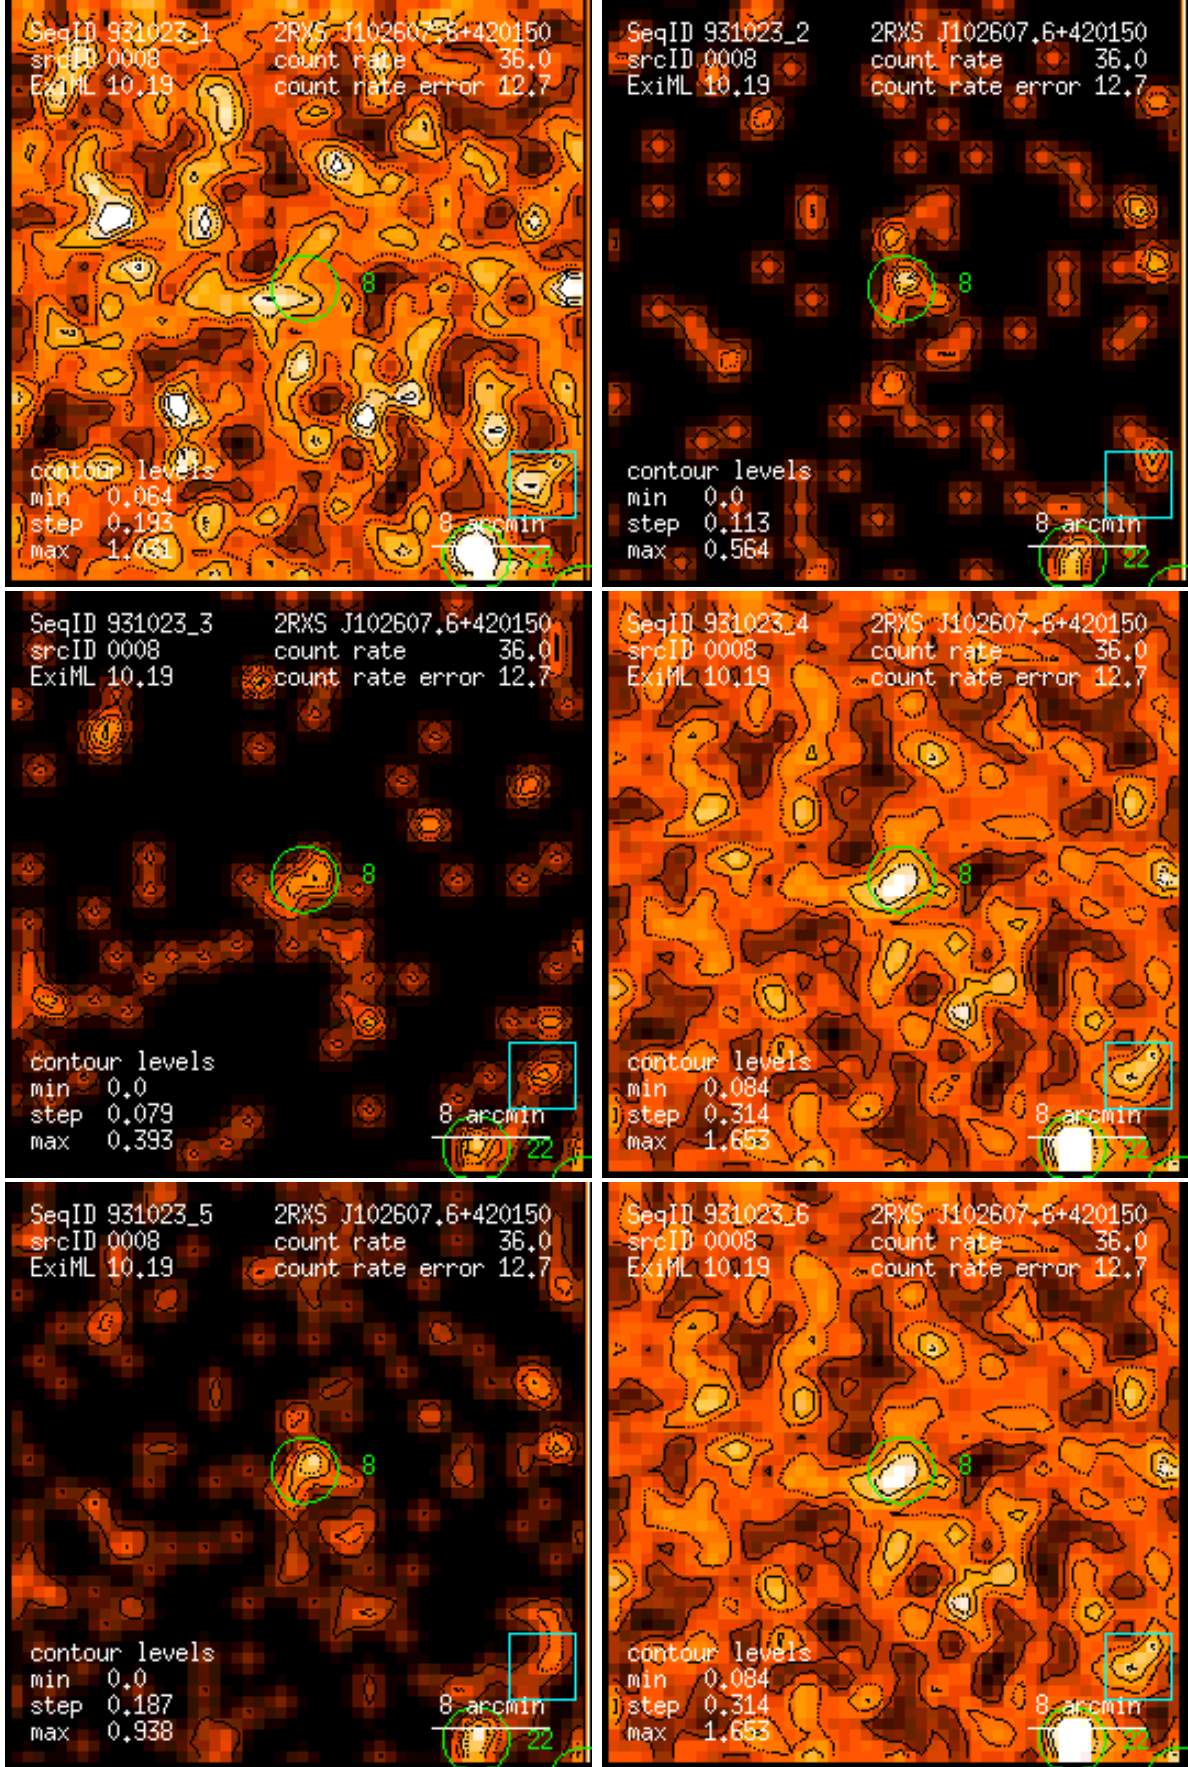 SeqID 931023_1 2RXS J102607.6+420150
srcID 0008 count rate 36.0
ExiML 10.19 count rate error 12.7
8
contour levels
min 0.064
step 0.193
max 1.031
8 arcmin
22
SeqID 931023_2 2RXS J102607.6+420150
srcID 0008 count rate 36.0
ExiML 10.19 count rate error 12.7
8
contour levels
min 0.0
step 0.113
max 0.564
8 arcmin
22
SeqID 931023_3 2RXS J102607.6+420150
srcID 0008 count rate 36.0
ExiML 10.19 count rate error 12.7
8
contour levels
min 0.0
step 0.079
max 0.393
8 arcmin
22
SeqID 931023_4 2RXS J102607.6+420150
srcID 0008 count rate 36.0
ExiML 10.19 count rate error 12.7
8
contour levels
min 0.084
step 0.314
max 1.653
8 arcmin
22
SeqID 931023_5 2RXS J102607.6+420150
srcID 0008 count rate 36.0
ExiML 10.19 count rate error 12.7
8
contour levels
min 0.0
step 0.187
max 0.938
8 arcmin
22
SeqID 931023_6 2RXS J102607.6+420150
srcID 0008 count rate 36.0
ExiML 10.19 count rate error 12.7
8
contour levels
min 0.084
step 0.314
max 1.653
8 arcmin
22